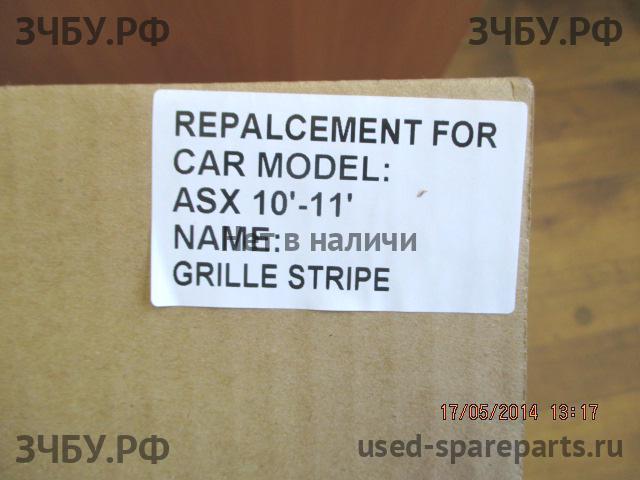 ЗЧБУ.РФ ЗЧБУ.РФ
REPALCEMENT FOR
CAR MODEL:
ASX 10'-11'
NAME:
нет в наличи
GRILLE STRIPE
17/05/2014 13:17
ЗЧБУ.РФ used-spareparts.ru